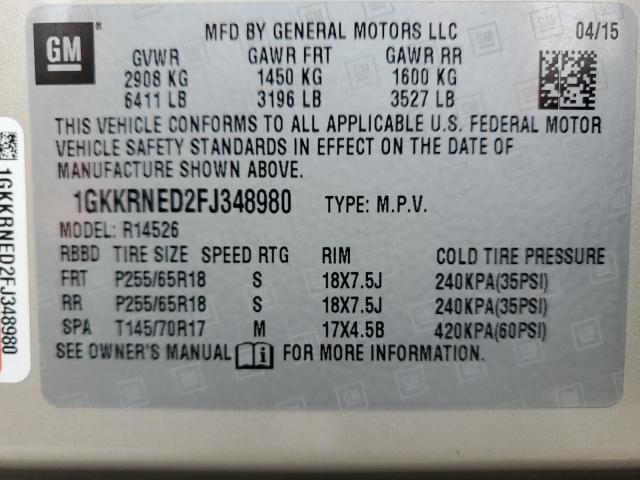 GM
®
MFD BY GENERAL MOTORS LLC 04/15
GVWR GAWR FRT GAWR RR
2908 KG 1450 KG 1600 KG
6411 LB 3196 LB 3527 LB
THIS VEHICLE CONFORMS TO ALL APPLICABLE U.S. FEDERAL MOTOR
VEHICLE SAFETY STANDARDS IN EFFECT ON THE DATE OF
MANUFACTURE SHOWN ABOVE.
1GKKRNED2FJ348980 TYPE: M.P.V.
MODEL: R14526
RBBD TIRE SIZE SPEED RTG RIM COLD TIRE PRESSURE
FRT P255/65R18 S 18X7.5J 240KPA(35PSI)
RR P255/65R18 S 18X7.5J 240KPA(35PSI)
SPA T145/70R17 M 17X4.5B 420KPA(60PSI)
SEE OWNER'S MANUAL i FOR MORE INFORMATION.
1GKKRNED2FJ348980